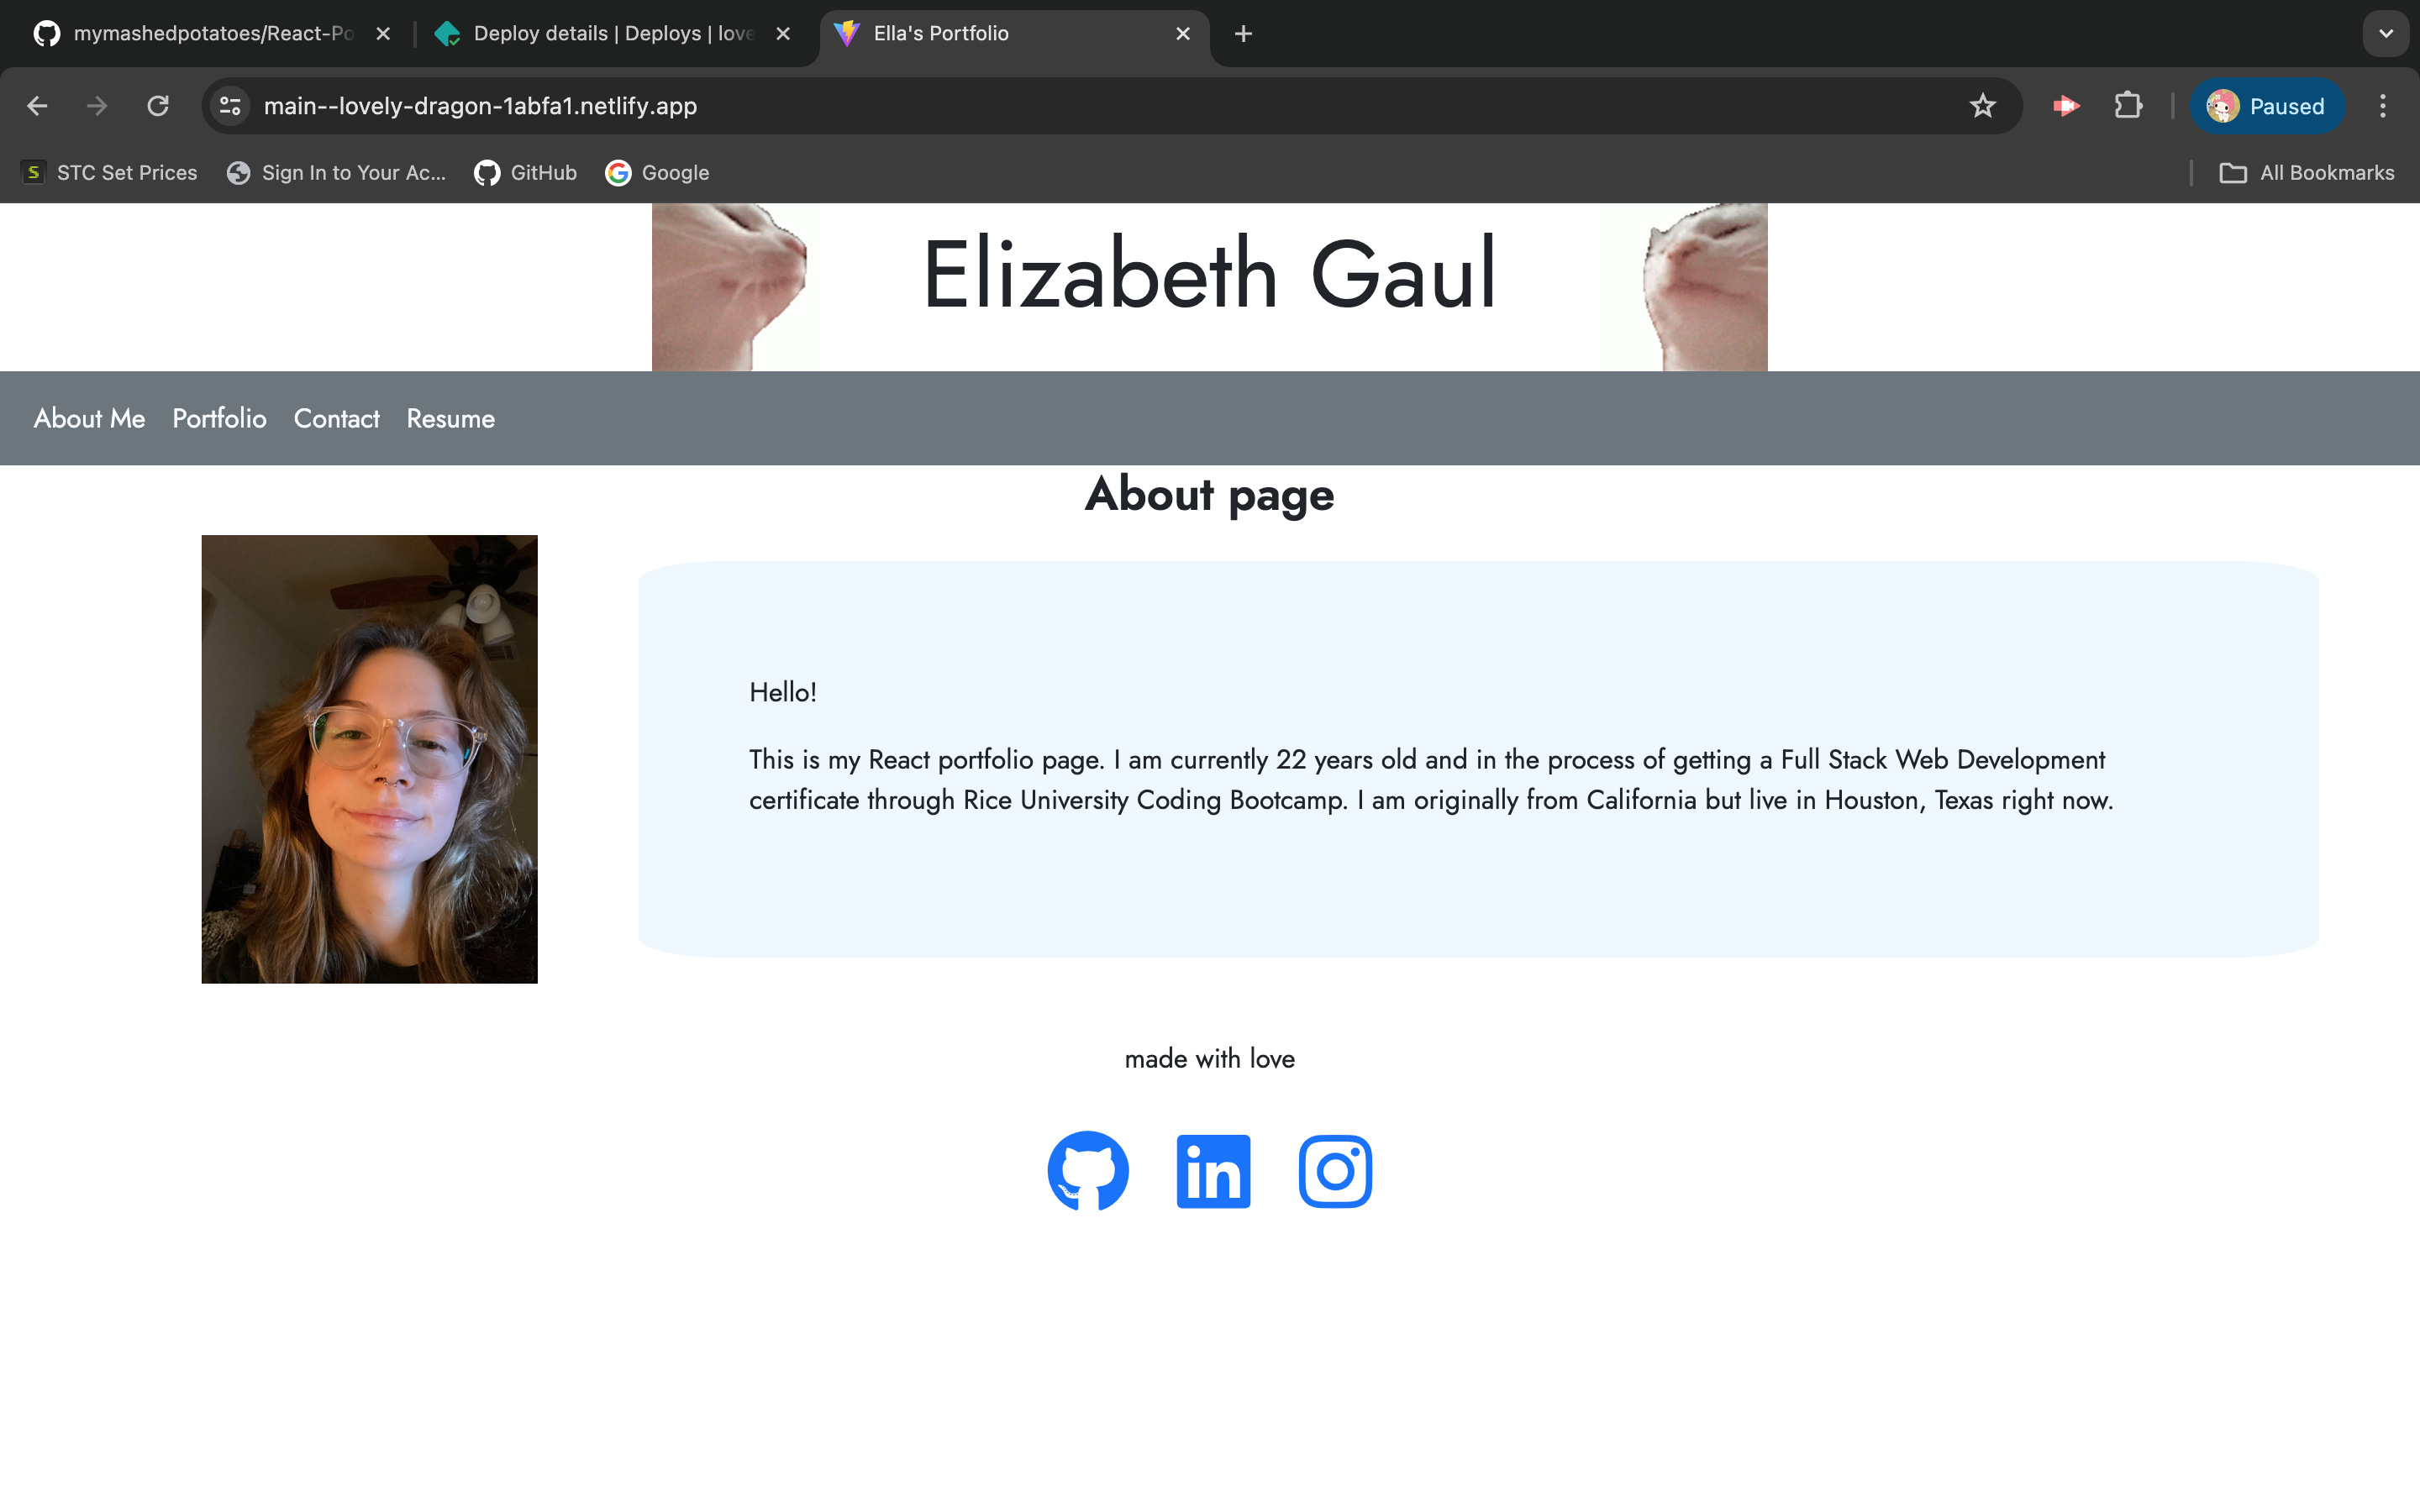 mymashedpotatoes/React-Po
Deploy details | Deploys | love
Ella's Portfolio
main--lovely-dragon-1abfa1.netlify.app
Paused
STC Set Prices
Sign In to Your Ac...
GitHub
Google
All Bookmarks
Elizabeth Gaul
About Me
Portfolio
Contact
Resume
About page
Hello!
This is my React portfolio page. I am currently 22 years old and in the process of getting a Full Stack Web Development
certificate through Rice University Coding Bootcamp. I am originally from California but live in Houston, Texas right now.
made with love
in